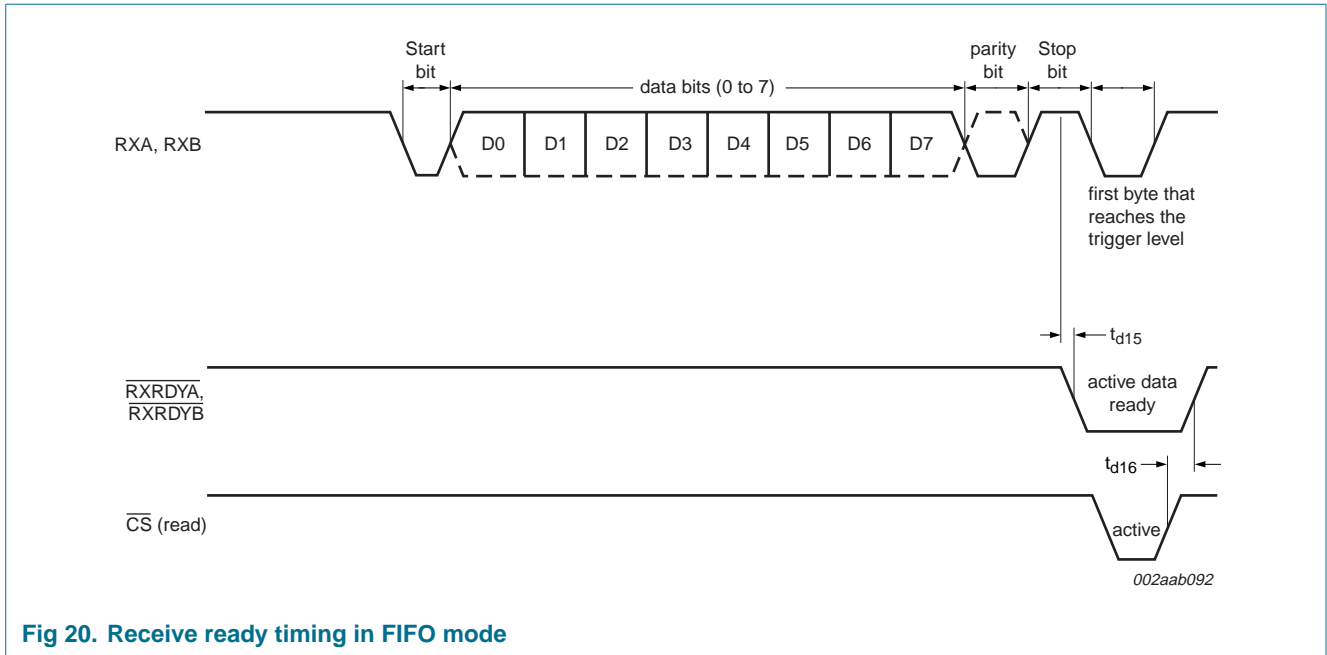 Start
bit
data bits (0 to 7)
parity
bit
Stop
bit
RXA, RXB
D0 D1 D2 D3 D4 D5 D6 D7
first byte that
reaches the
trigger level
td15
RXRDYA,
RXRDYB
active data
ready
td16
CS (read)
active
002aab092
Fig 20. Receive ready timing in FIFO mode